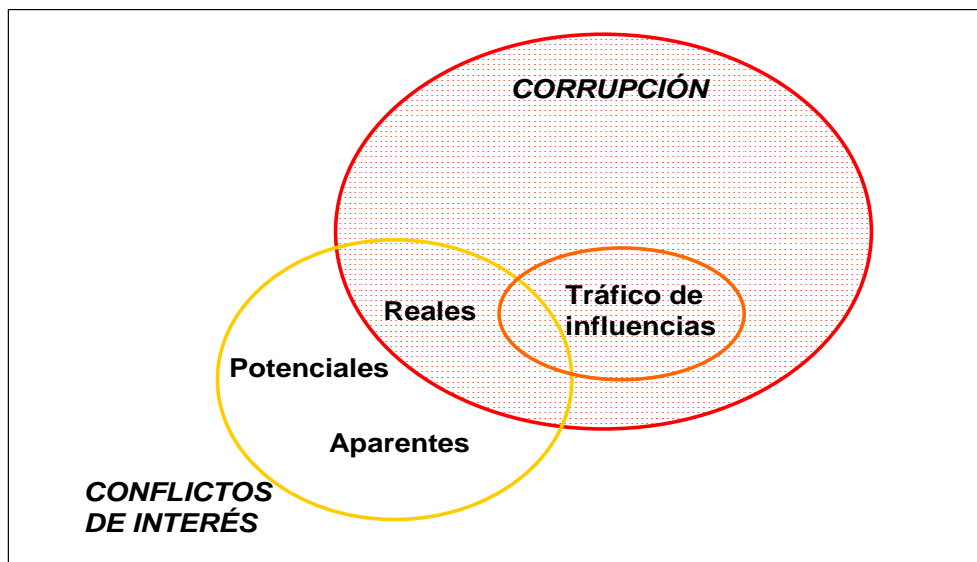 CORRUPCIÓN
Reales
Tráfico de
influencias
Potenciales
Aparentes
CONFLICTOS
DE INTERÉS